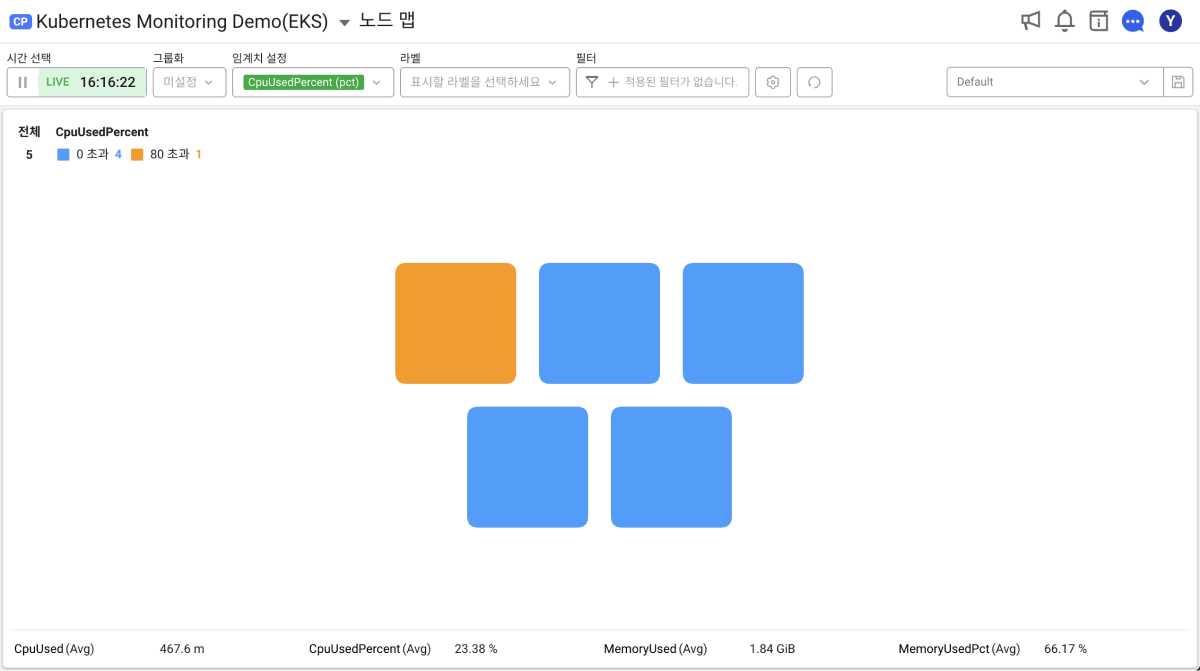 CP Kubernetes Monitoring Demo(EKS) 노드 맵 Y
시간 선택 그룹화 임계치 설정 라벨 필터
LIVE 16:16:22 미설정 CpuUsedPercent (pct) 표시할 라벨을 선택하세요 적용된 필터가 없습니다. Default
전체 CpuUsedPercent
5 0 초과 4 80 초과 1
CpuUsed (Avg) 467.6 m CpuUsedPercent (Avg) 23.38 % MemoryUsed (Avg) 1.84 GiB MemoryUsedPct (Avg) 66.17 %